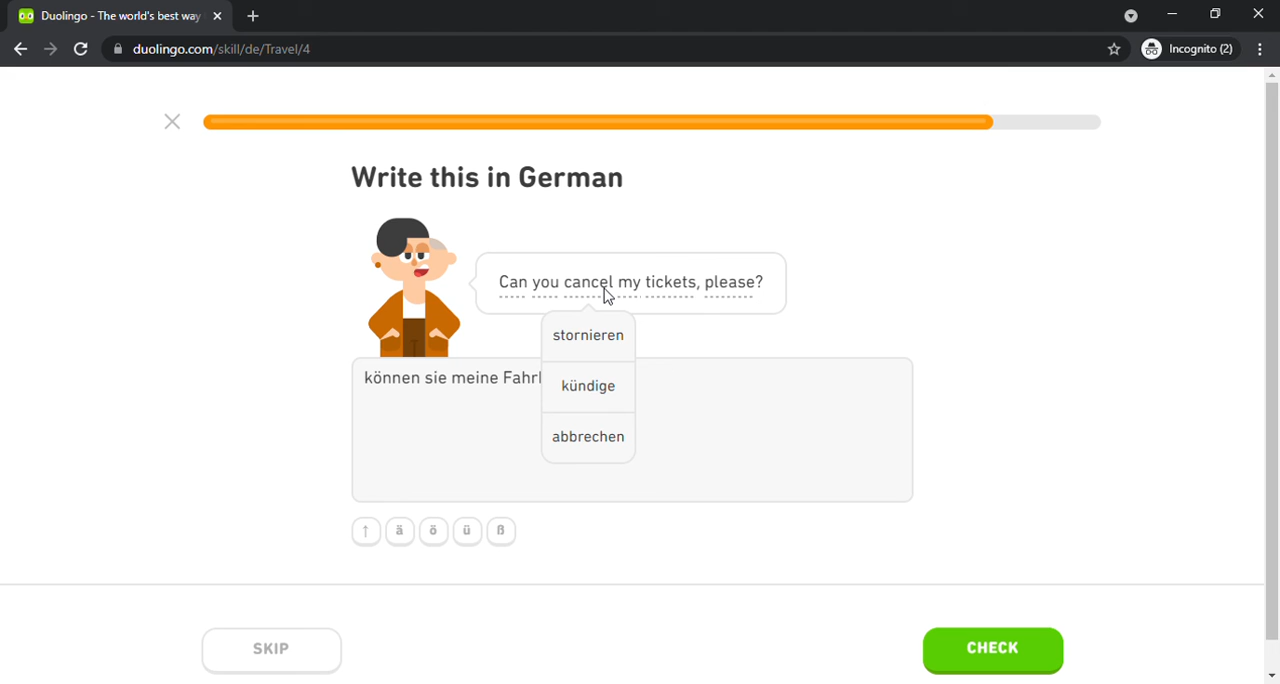 Duolingo - The world's best way
duolingo.com/skill/de/Travel/4
Incognito (2)
Write this in German
Can you cancel my tickets, please?
stornieren
kündige
abbrechen
können sie meine
↑ ä ö ü ß
SKIP
CHECK